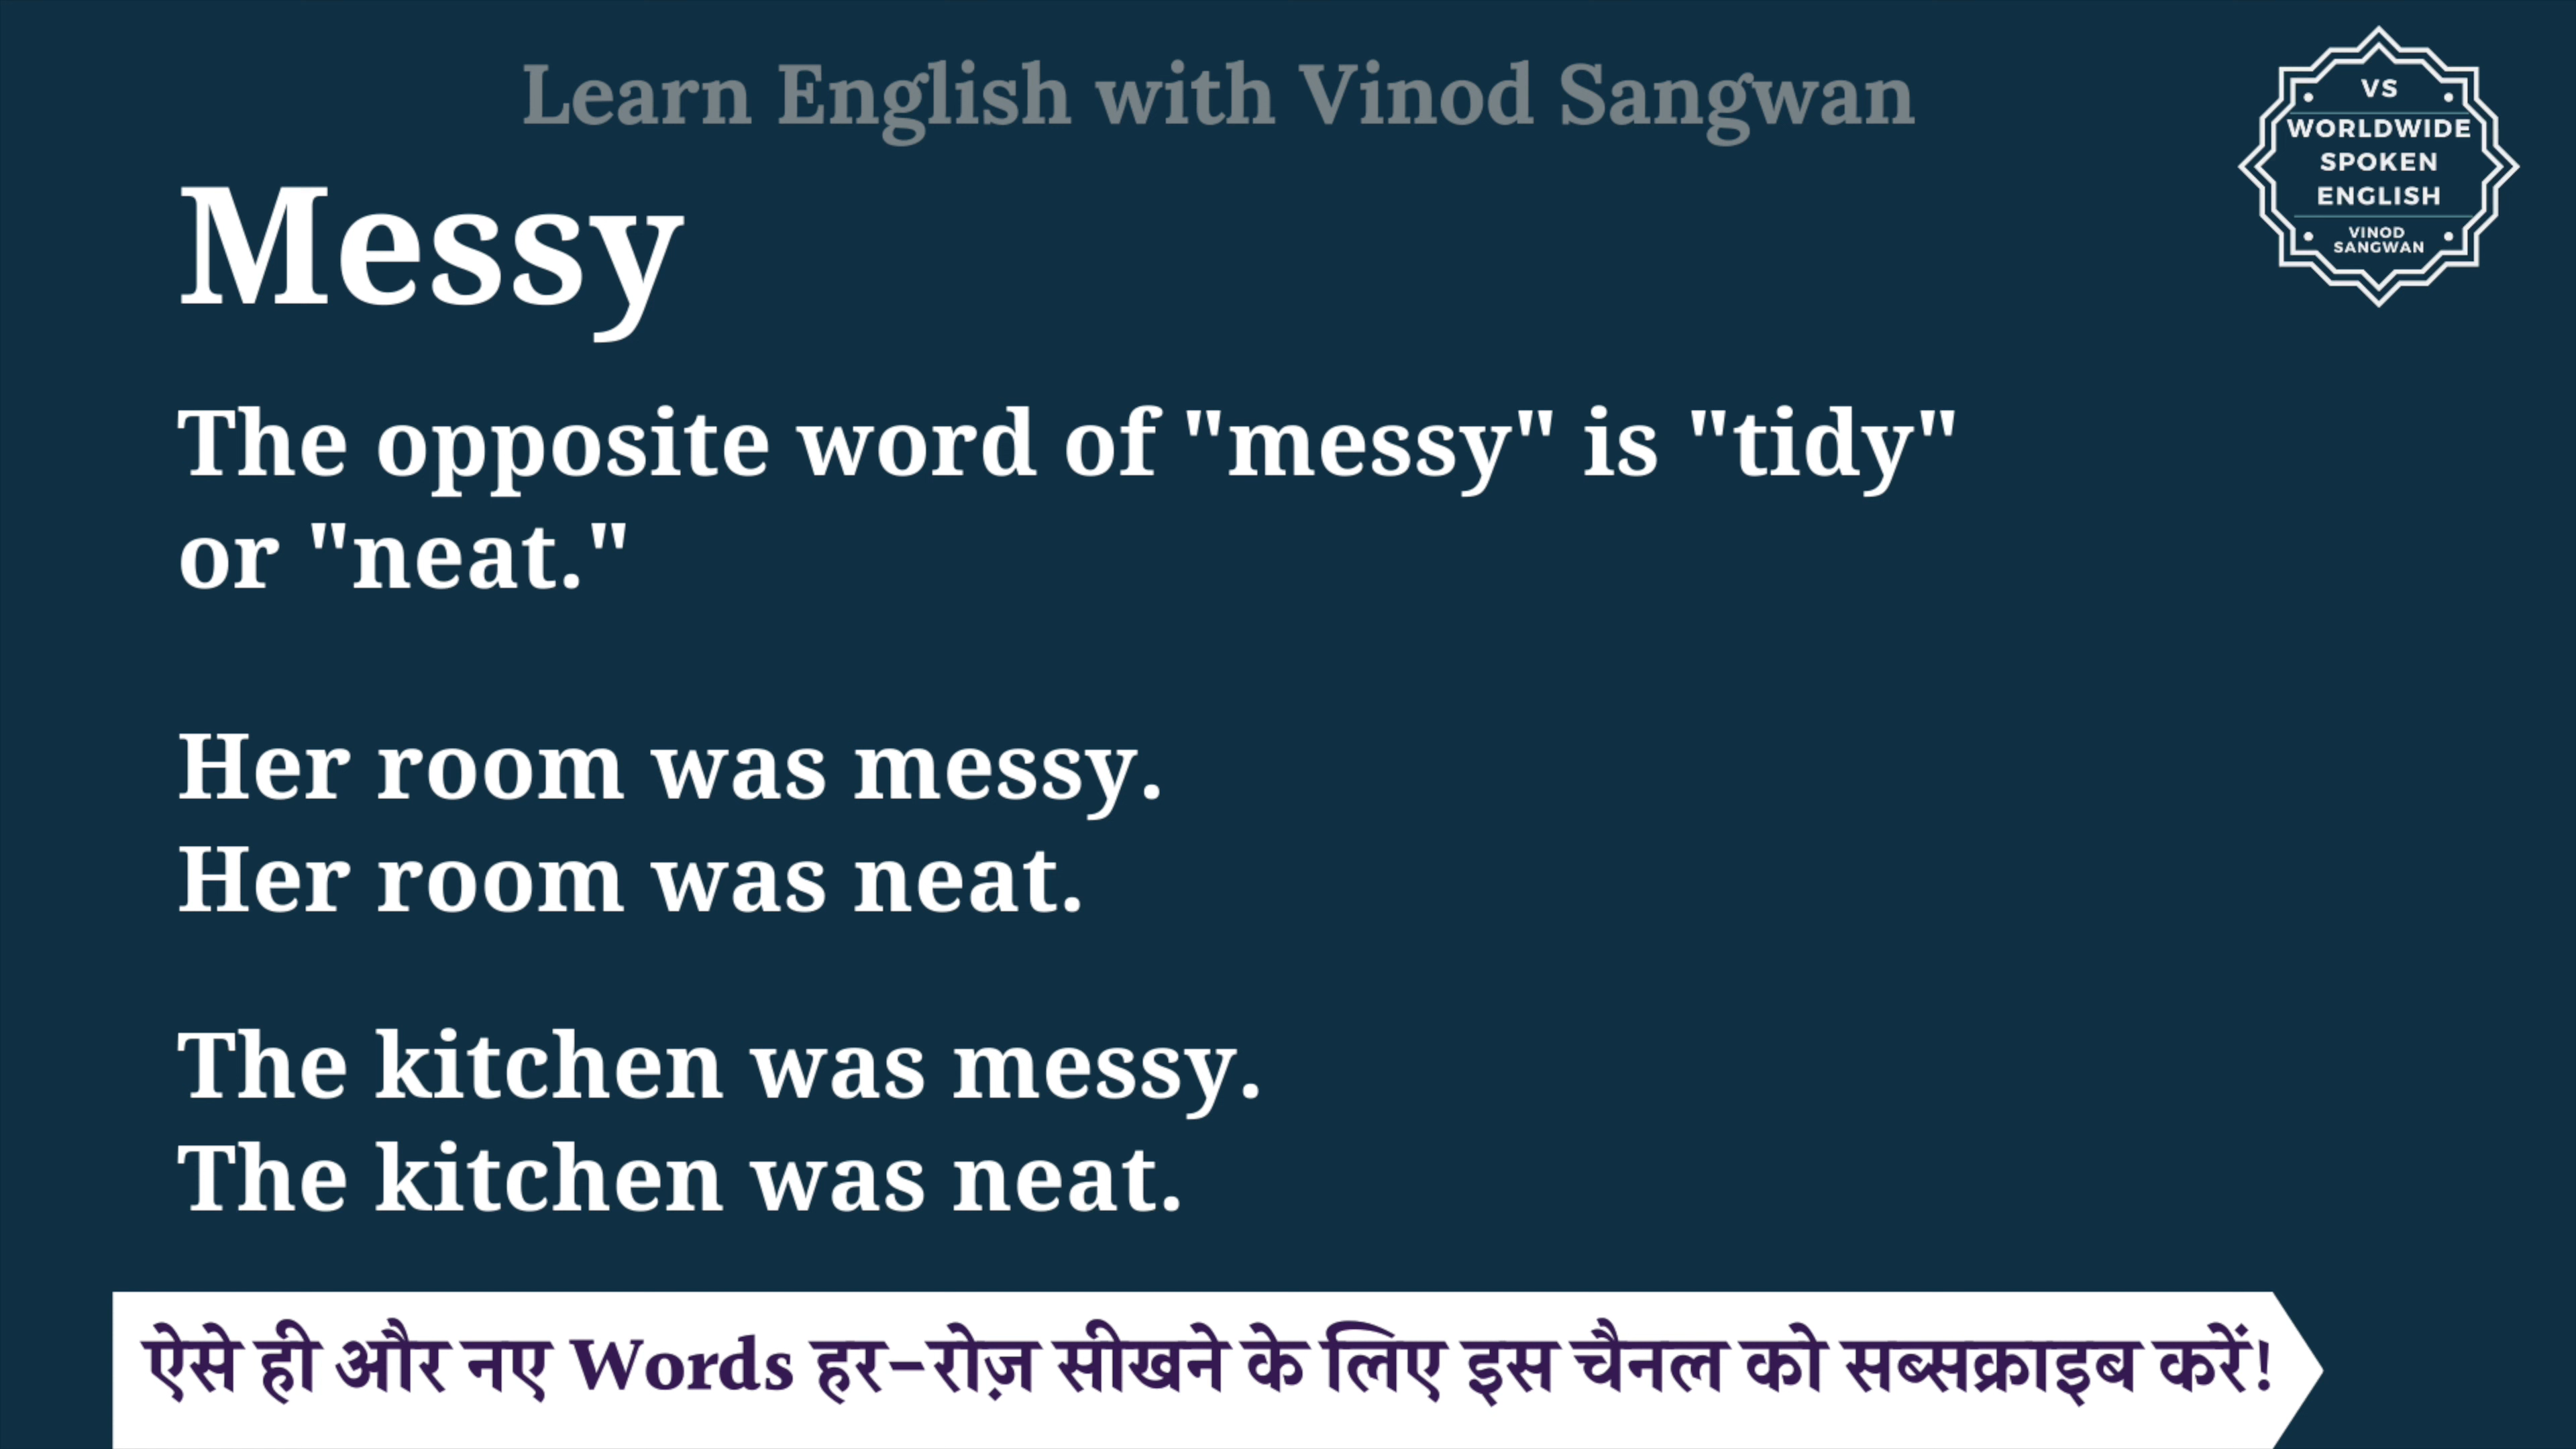 Learn English with Vinod Sangwan
VS
WORLDWIDE
SPOKEN
ENGLISH
VINOD
SANGWAN
Messy
The opposite word of "messy" is "tidy"
or "neat."
Her room was messy.
Her room was neat.
The kitchen was messy.
The kitchen was neat.
ऐसे ही और नए Words हर-रोज़ सीखने के लिए इस चैनल को सब्सक्राइब करें!